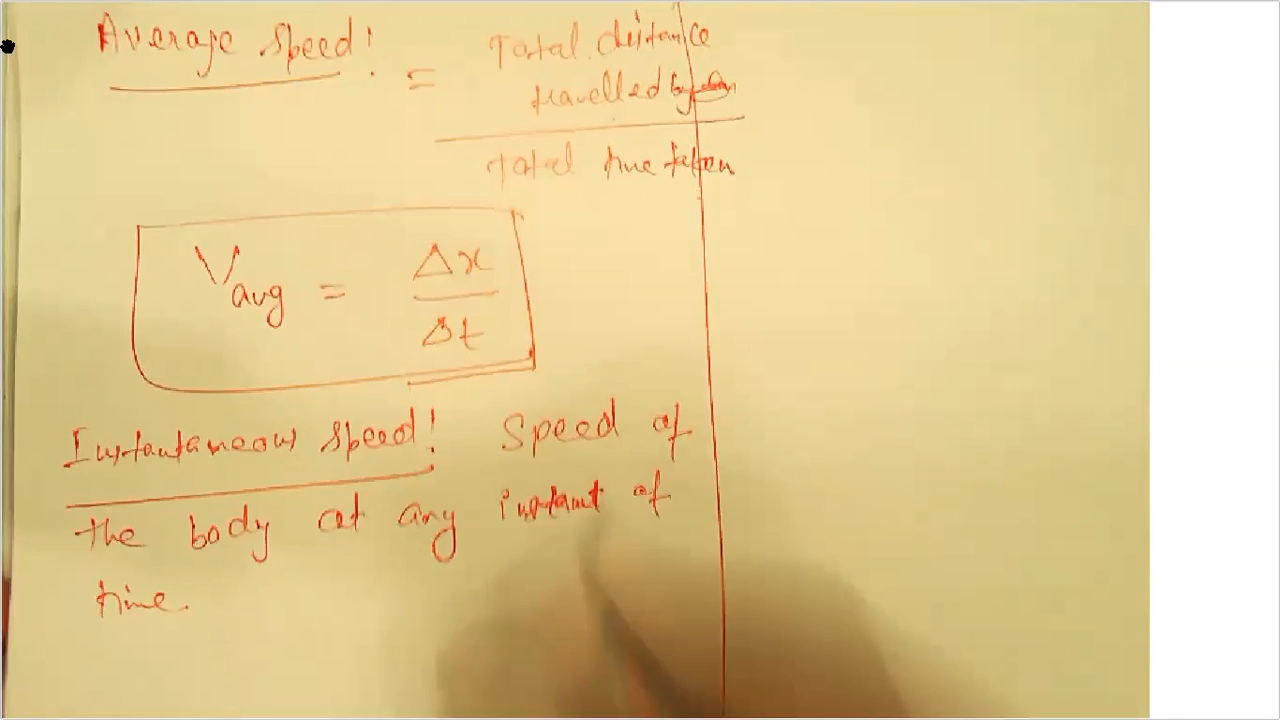 Average speed:
= Total distance
travelled by
Total time taken
Vavg = Δx
Δt
Instantaneous speed: Speed of
the body at any instant of
time.